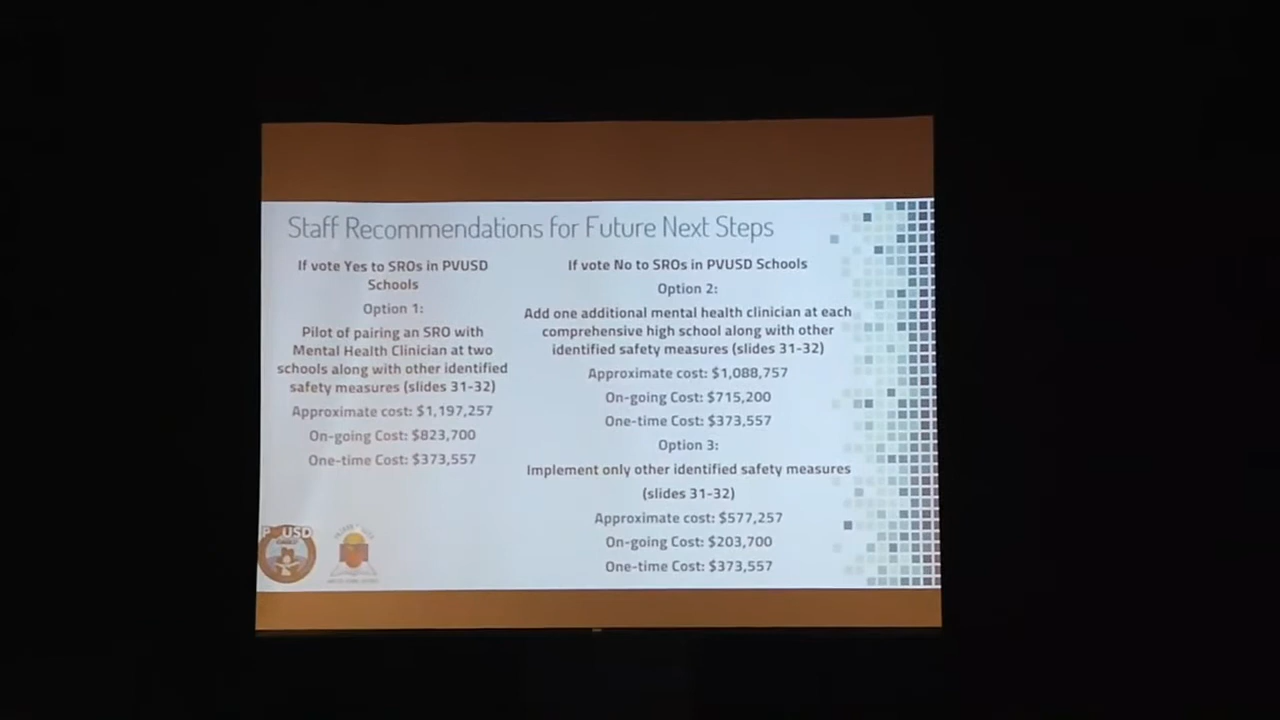 Staff Recommendations for Future Next Steps
If vote Yes to SROs in PVUSD
Schools
Option 1:
Pilot of pairing an SRO with
Mental Health Clinician at two
schools along with other identified
safety measures (slides 31-32)
Approximate cost: $1,197,257
On-going Cost: $823,700
One-time Cost: $373,557
If vote No to SROs in PVUSD Schools
Option 2:
Add one additional mental health clinician at each
comprehensive high school along with other
identified safety measures (slides 31-32)
Approximate cost: $1,088,757
On-going Cost: $715,200
One-time Cost: $373,557
Option 3:
Implement only other identified safety measures
(slides 31-32)
Approximate cost: $577,257
On-going Cost: $203,700
One-time Cost: $373,557